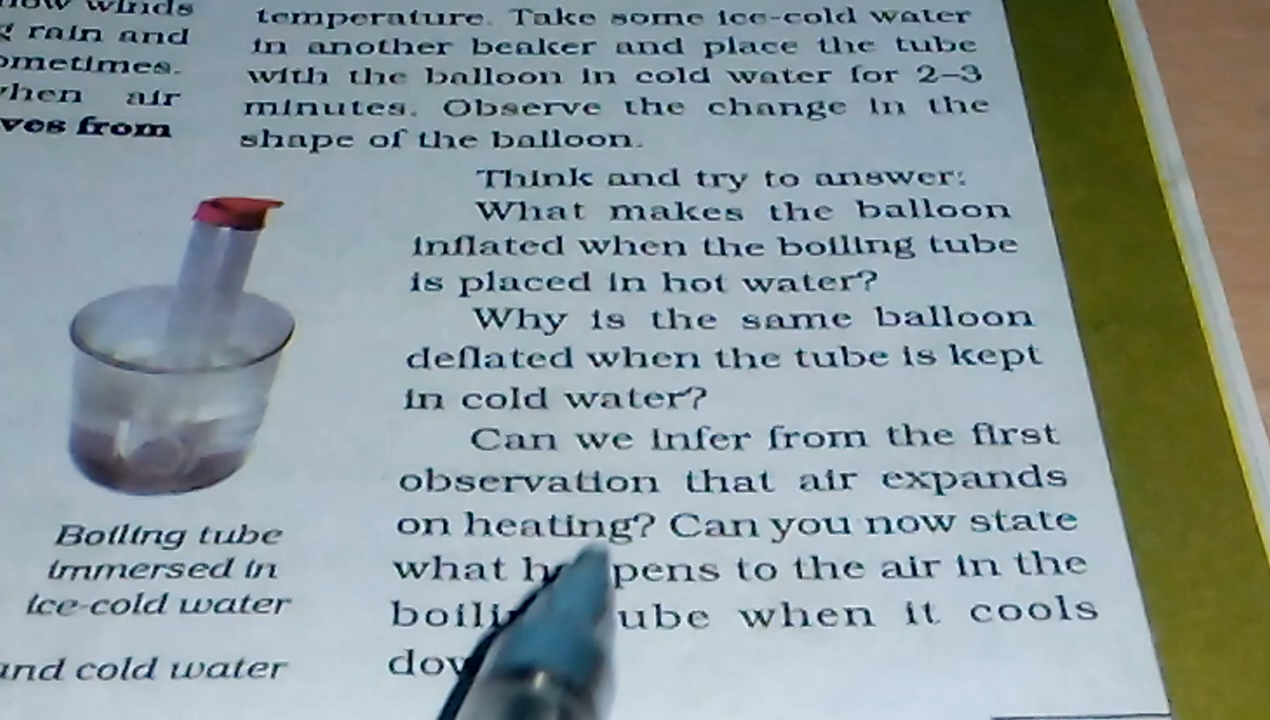 winds
rain and
ometimes.
when air
ves from
temperature. Take some ice-cold water
in another beaker and place the tube
with the balloon in cold water for 2–3
minutes. Observe the change in the
shape of the balloon.
Think and try to answer:
What makes the balloon
inflated when the boiling tube
is placed in hot water?
Why is the same balloon
deflated when the tube is kept
in cold water?
Can we infer from the first
observation that air expands
on heating? Can you now state
what happens to the air in the
boiling tube when it cools
Boiling tube
immersed in
ice-cold water
and cold water